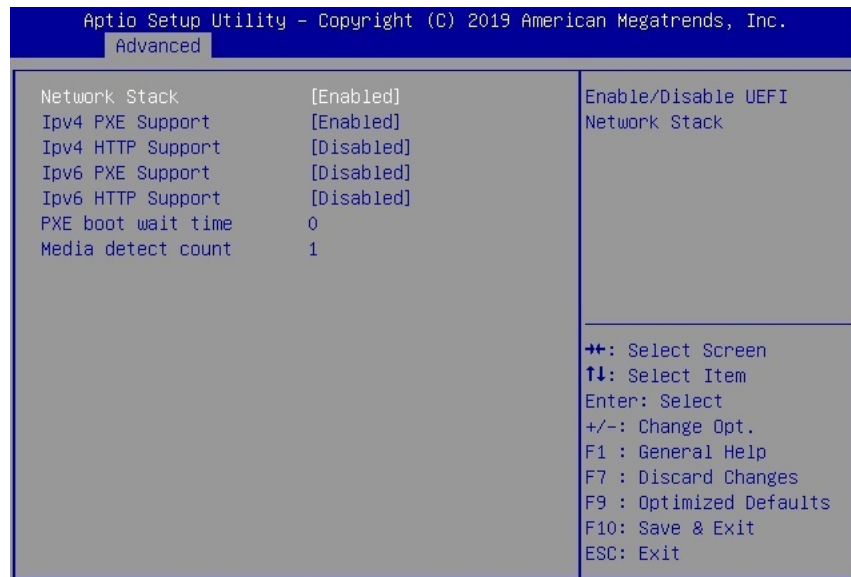 Aptio Setup Utility – Copyright (C) 2019 American Megatrends, Inc.
Advanced
Network Stack [Enabled]
Ipv4 PXE Support [Enabled]
Ipv4 HTTP Support [Disabled]
Ipv6 PXE Support [Disabled]
Ipv6 HTTP Support [Disabled]
PXE boot wait time 0
Media detect count 1
Enable/Disable UEFI
Network Stack
→←: Select Screen
↑↓: Select Item
Enter: Select
+/-: Change Opt.
F1 : General Help
F7 : Discard Changes
F9 : Optimized Defaults
F10: Save & Exit
ESC: Exit